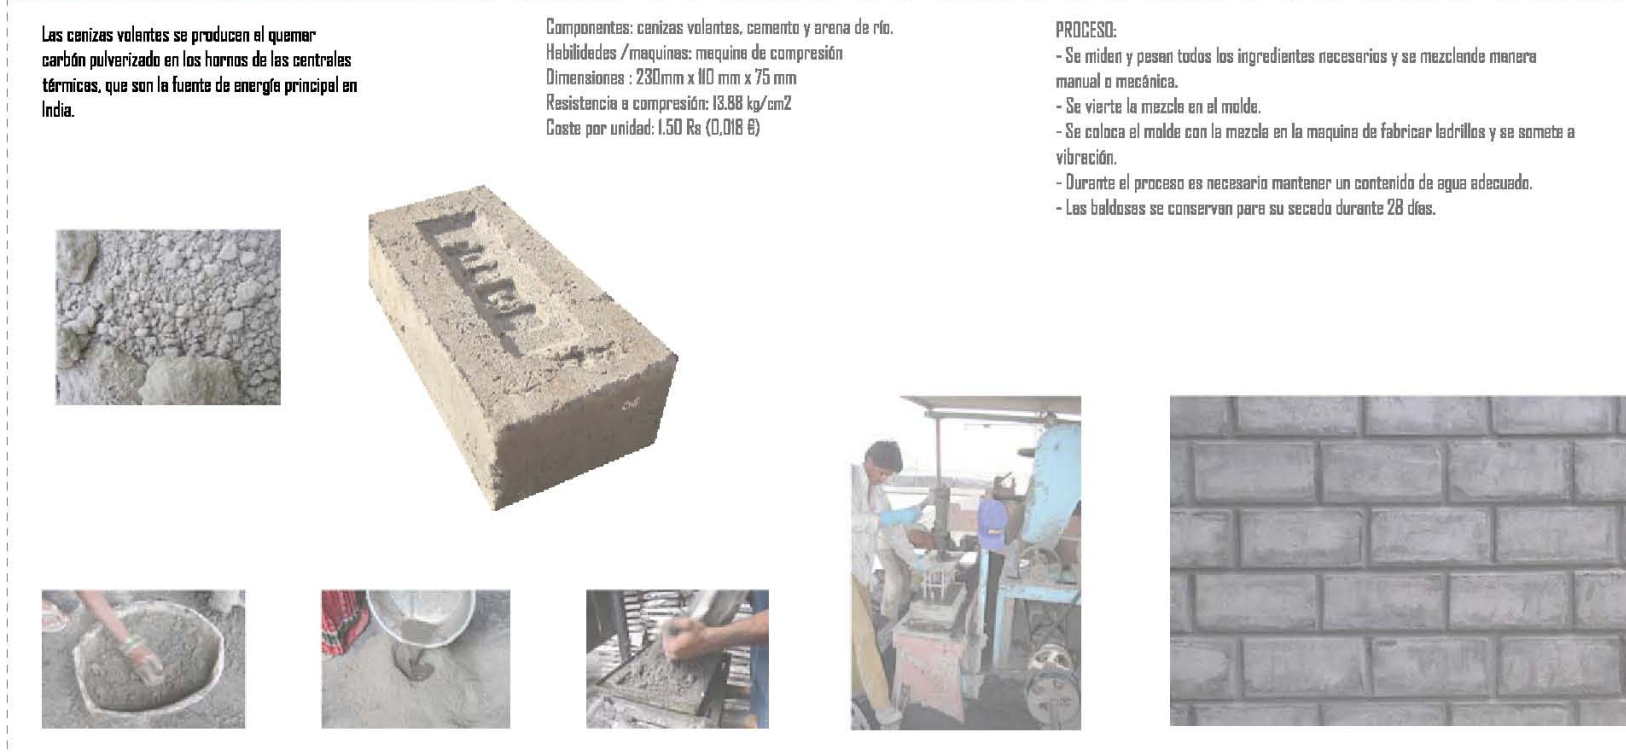 Las cenizas volantes se producen al quemar
carbón pulverizado en los hornos de las centrales
térmicas, que son la fuente de energía principal en
India.
Componentes: cenizas volantes, cemento y arena de río.
Habilidades /maquinas: maquina de compresión
Dimensiones : 230mm x 110 mm x 75 mm
Resistencia a compresión: 13.88 kg/cm2
Coste por unidad: 1.50 Rs (0,018 €)
PROCESO:
- Se miden y pesan todos los ingredientes necesarios y se mezclande manera
manual o mecánica.
- Se vierte la mezcla en el molde.
- Se coloca el molde con la mezcla en la maquina de fabricar ladrillos y se somete a
vibración.
- Durante el proceso es necesario mantener un contenido de agua adecuado.
- Las baldosas se conservan para su secado durante 28 días.